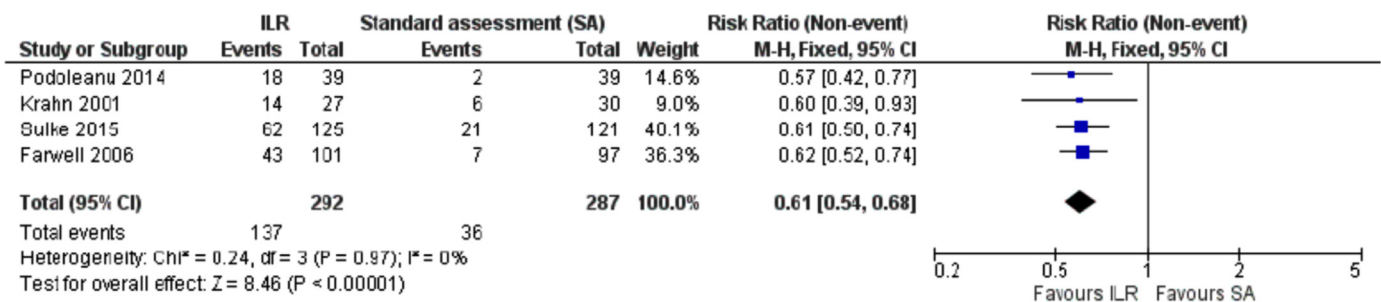 ILR Standard assessment (SA) Risk Ratio (Non-event) Risk Ratio (Non-event)
Study or Subgroup Events Total Events Total Weight M-H, Fixed, 95% CI M-H, Fixed, 95% CI
Podoleanu 2014 18 39 2 39 14.6% 0.57 [0.42, 0.77]
Krahn 2001 14 27 6 30 9.0% 0.60 [0.39, 0.93]
Sulke 2015 62 125 21 121 40.1% 0.61 [0.50, 0.74]
Farwell 2006 43 101 7 97 36.3% 0.62 [0.52, 0.74]
Total (95% CI) 292 287 100.0% 0.61 [0.54, 0.68]
Total events 137 36
Heterogeneity: Chi² = 0.24, df = 3 (P = 0.97); I² = 0%
Test for overall effect: Z = 8.46 (P < 0.00001)
0.2 0.5 1 2 5
Favours ILR Favours SA